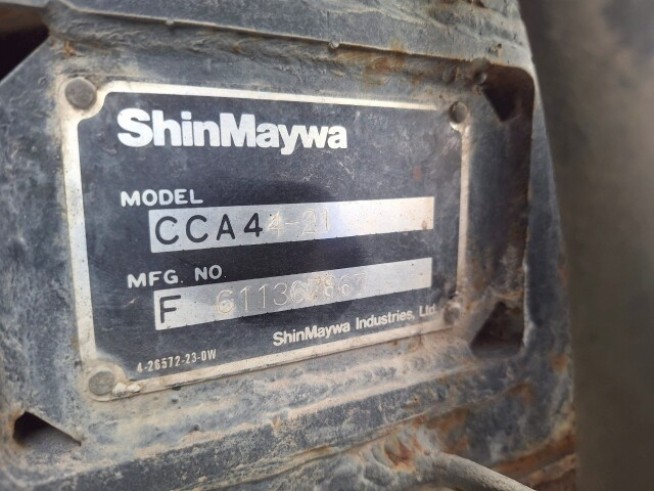 ShinMaywa
MODEL
CCA44-21
MFG. NO.
F
ShinMaywa Industries, Ltd.
4-26572-23-0W